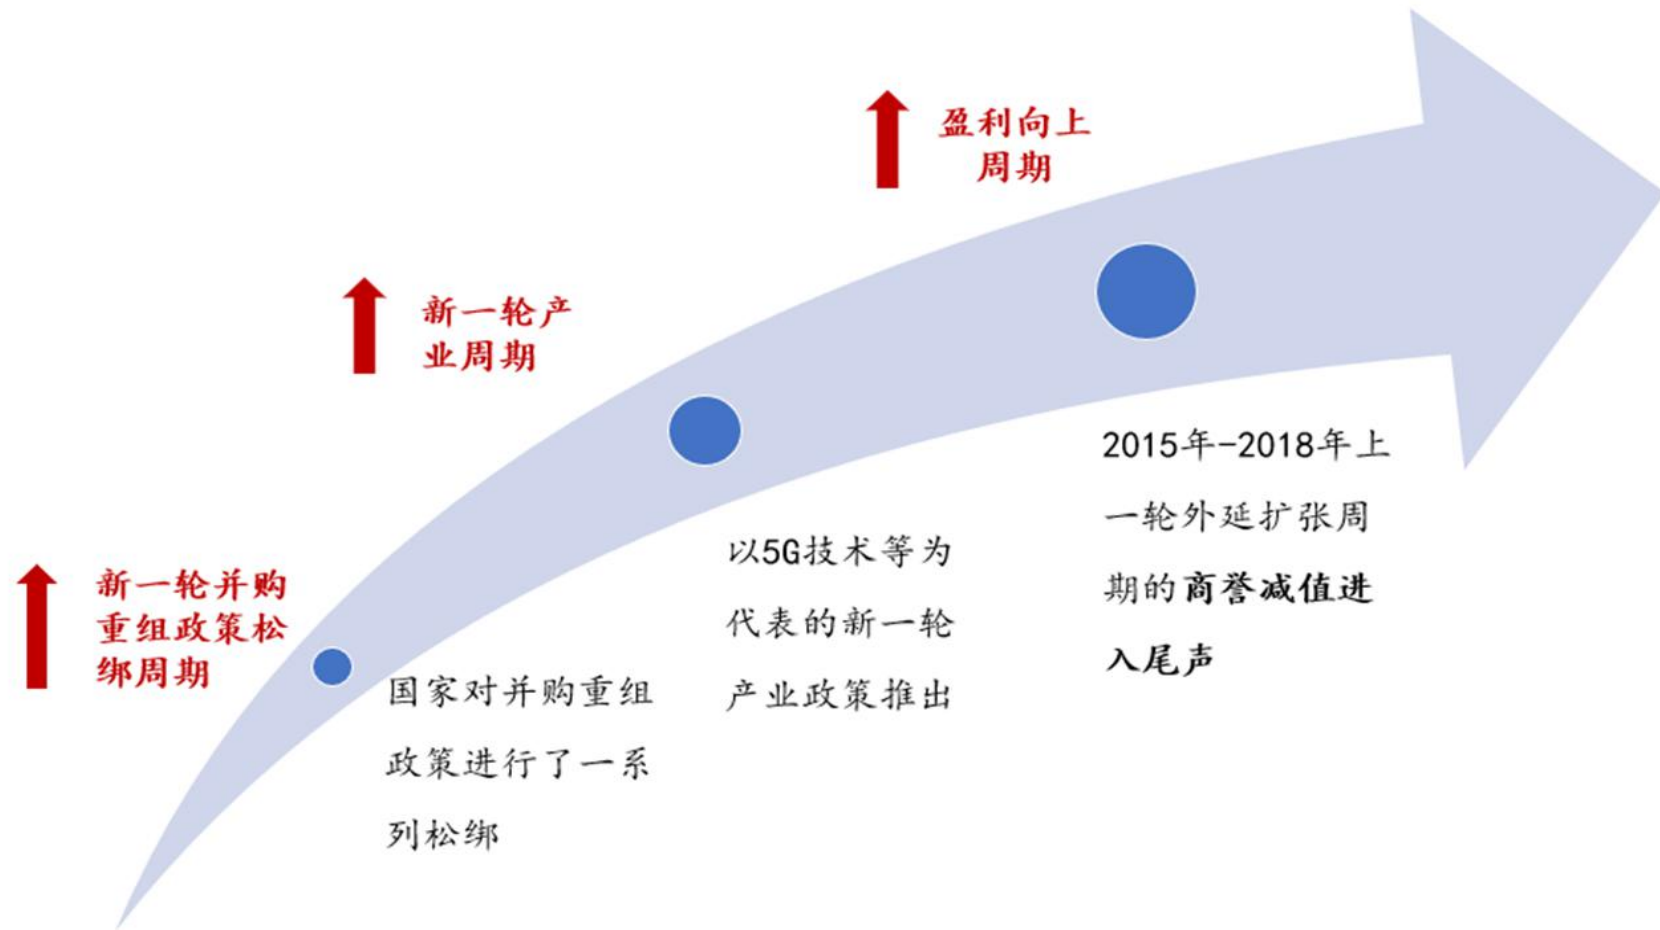 盈利向上
周期
新一轮产
业周期
新一轮并购
重组政策松
绑周期
国家对并购重组
政策进行了一系
列松绑
以5G技术等为
代表的新一轮
产业政策推出
2015年-2018年上
一轮外延扩张周
期的商誉减值进
入尾声